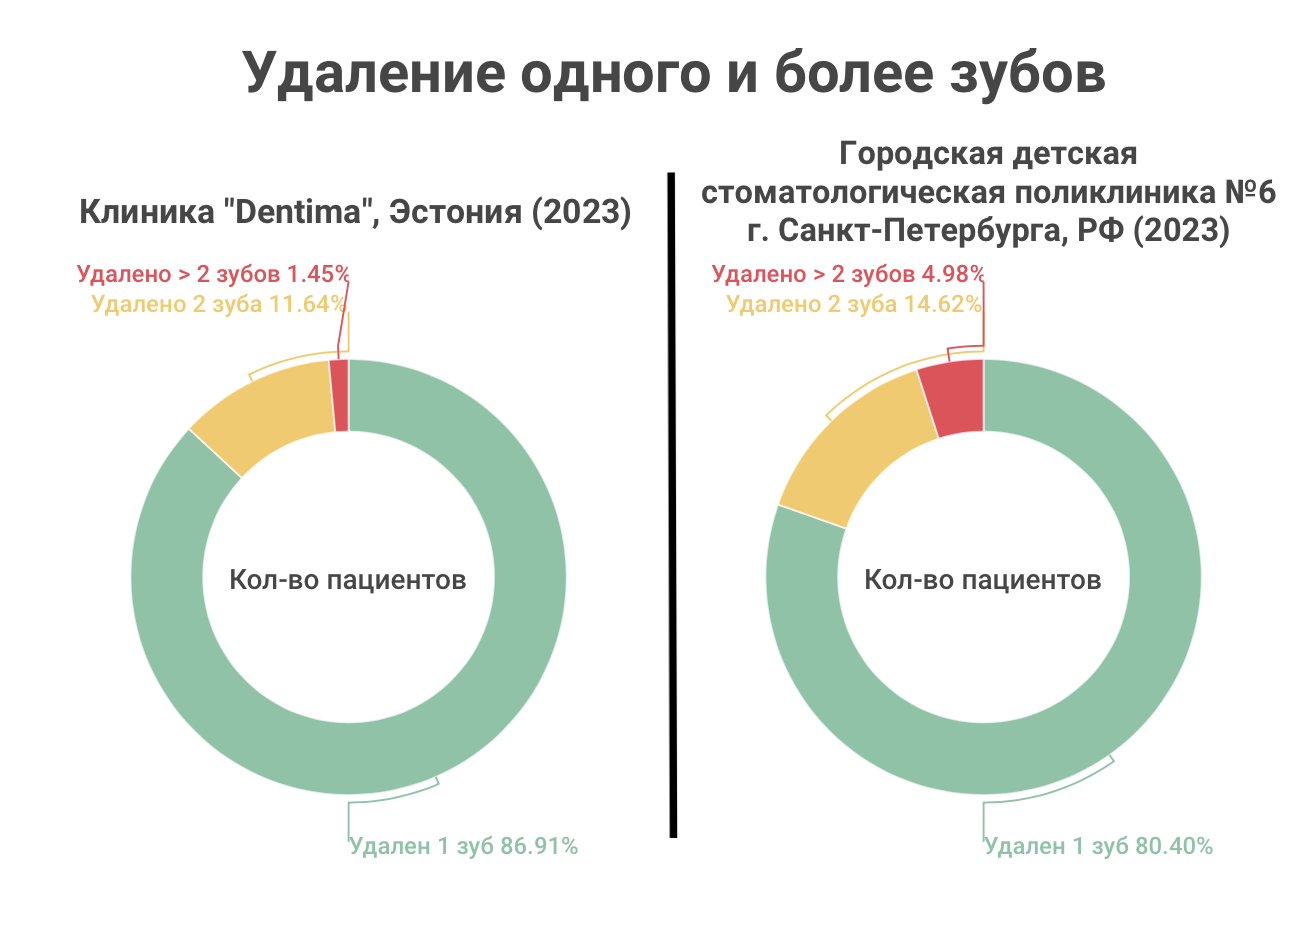 Удаление одного и более зубов
Клиника "Dentima", Эстония (2023)
Удалено > 2 зубов 1.45%
Удалено 2 зуба 11.64%
Кол-во пациентов
Удален 1 зуб 86.91%
Городская детская
стоматологическая поликлиника №6
г. Санкт-Петербурга, РФ (2023)
Удалено > 2 зубов 4.98%
Удалено 2 зуба 14.62%
Кол-во пациентов
Удален 1 зуб 80.40%